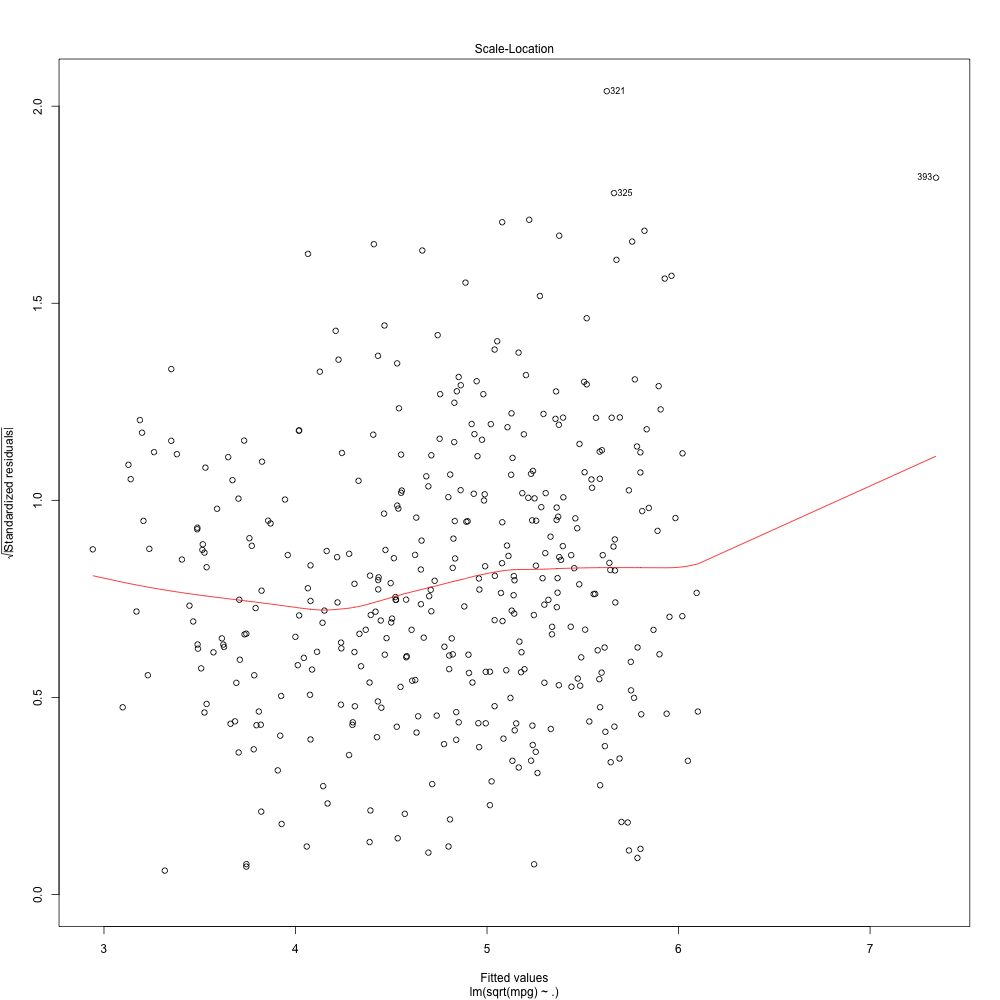 Scale-Location
2.0
1.5
1.0
0.5
0.0
√|Standardized residuals|
321
325
393
3 4 5 6 7
Fitted values
lm(sqrt(mpg) ~ .)